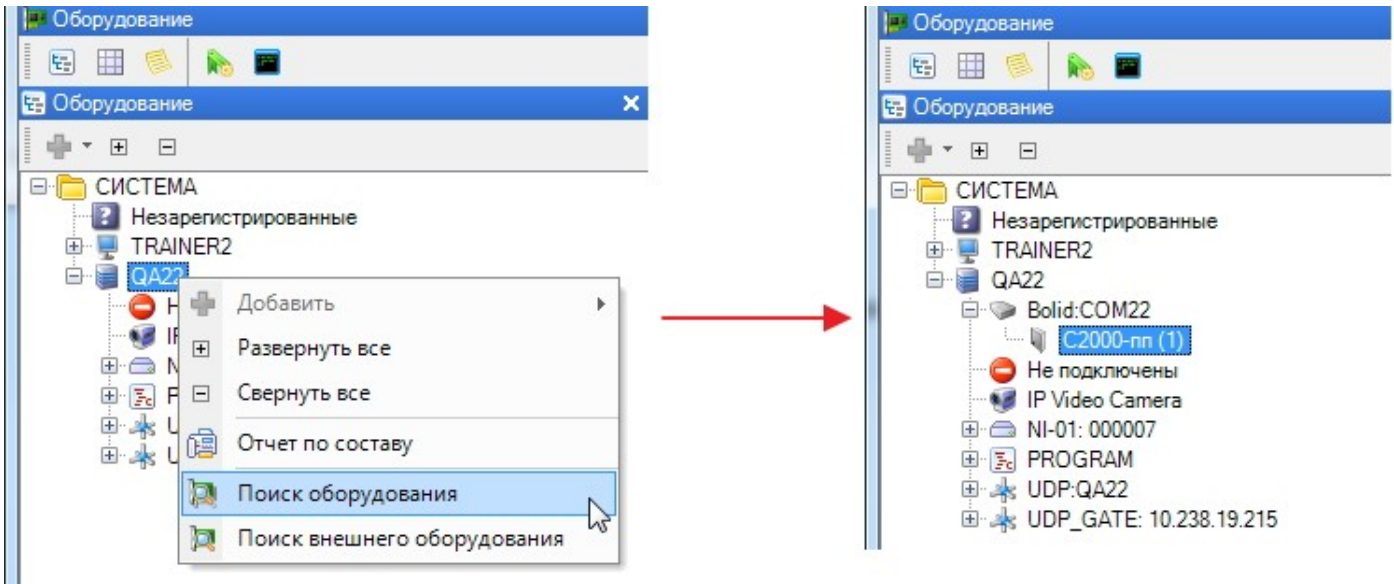 Оборудование
Оборудование
СИСТЕМА
Незарегистрированные
TRAINER2
QA22
Добавить
Развернуть все
Свернуть все
Отчет по составу
Поиск оборудования
Поиск внешнего оборудования
Оборудование
Оборудование
СИСТЕМА
Незарегистрированные
TRAINER2
QA22
Bolid:COM22
С2000-пп (1)
Не подключены
IP Video Camera
NI-01: 000007
PROGRAM
UDP:QA22
UDP_GATE: 10.238.19.215